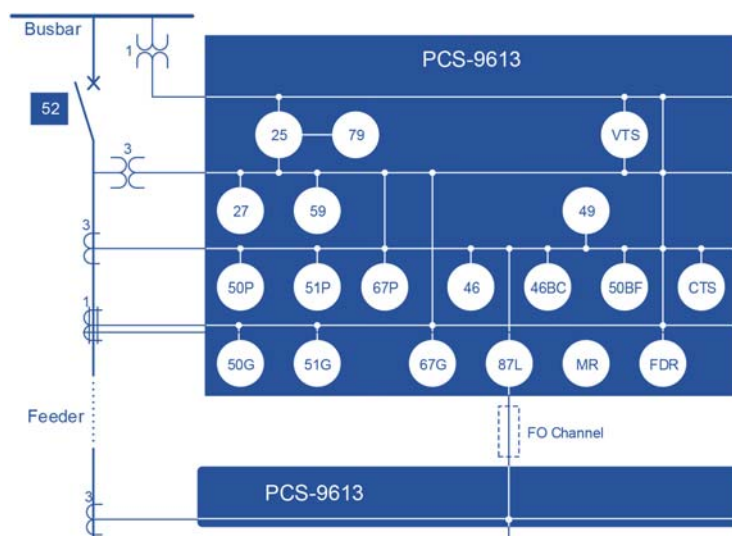 Busbar
1
PCS-9613
52
25
79
VTS
3
27
59
49
3
50P
51P
67P
46
46BC
50BF
CTS
1
50G
51G
67G
87L
MR
FDR
Feeder
FO Channel
PCS-9613
3